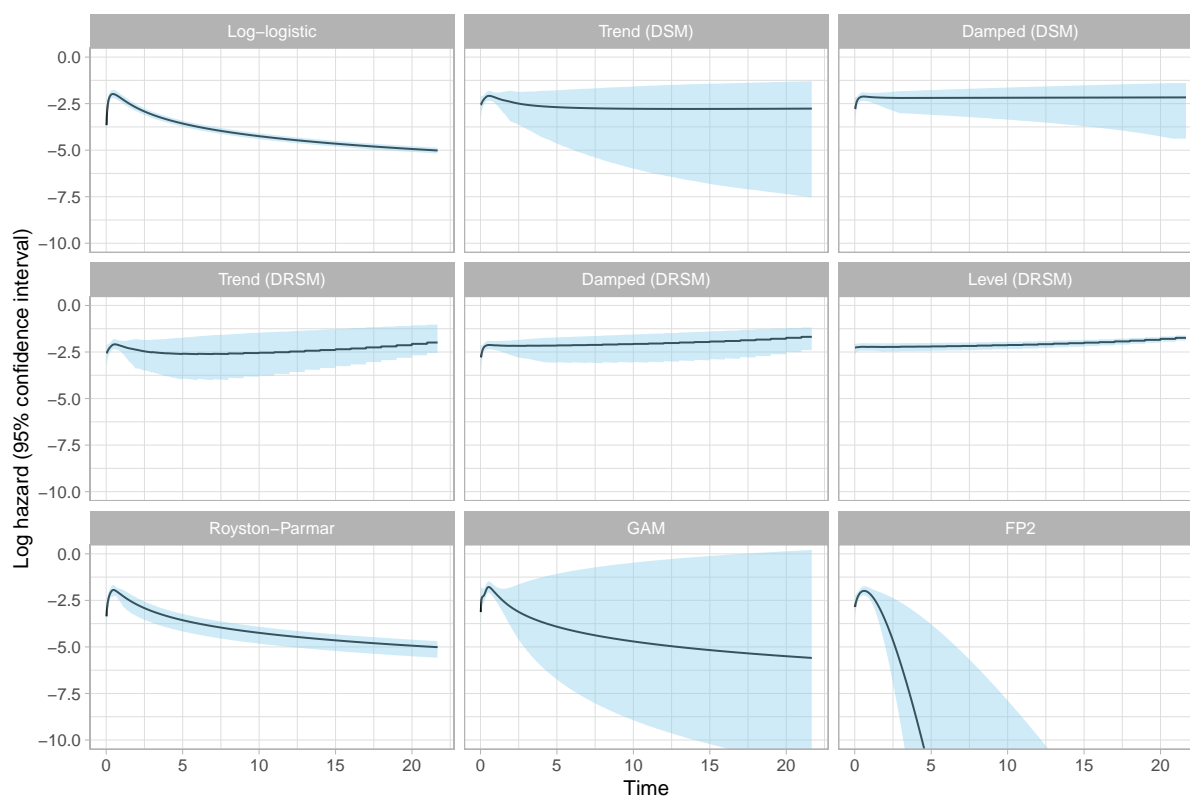 Log−logistic
Trend (DSM)
Damped (DSM)
0.0
−2.5
−5.0
−7.5
−10.0
Trend (DRSM)
Damped (DRSM)
Level (DRSM)
0.0
−2.5
−5.0
−7.5
−10.0
Royston−Parmar
GAM
FP2
0.0
−2.5
−5.0
−7.5
−10.0
0 5 10 15 20
0 5 10 15 20
0 5 10 15 20
Time
Log hazard (95% confidence interval)